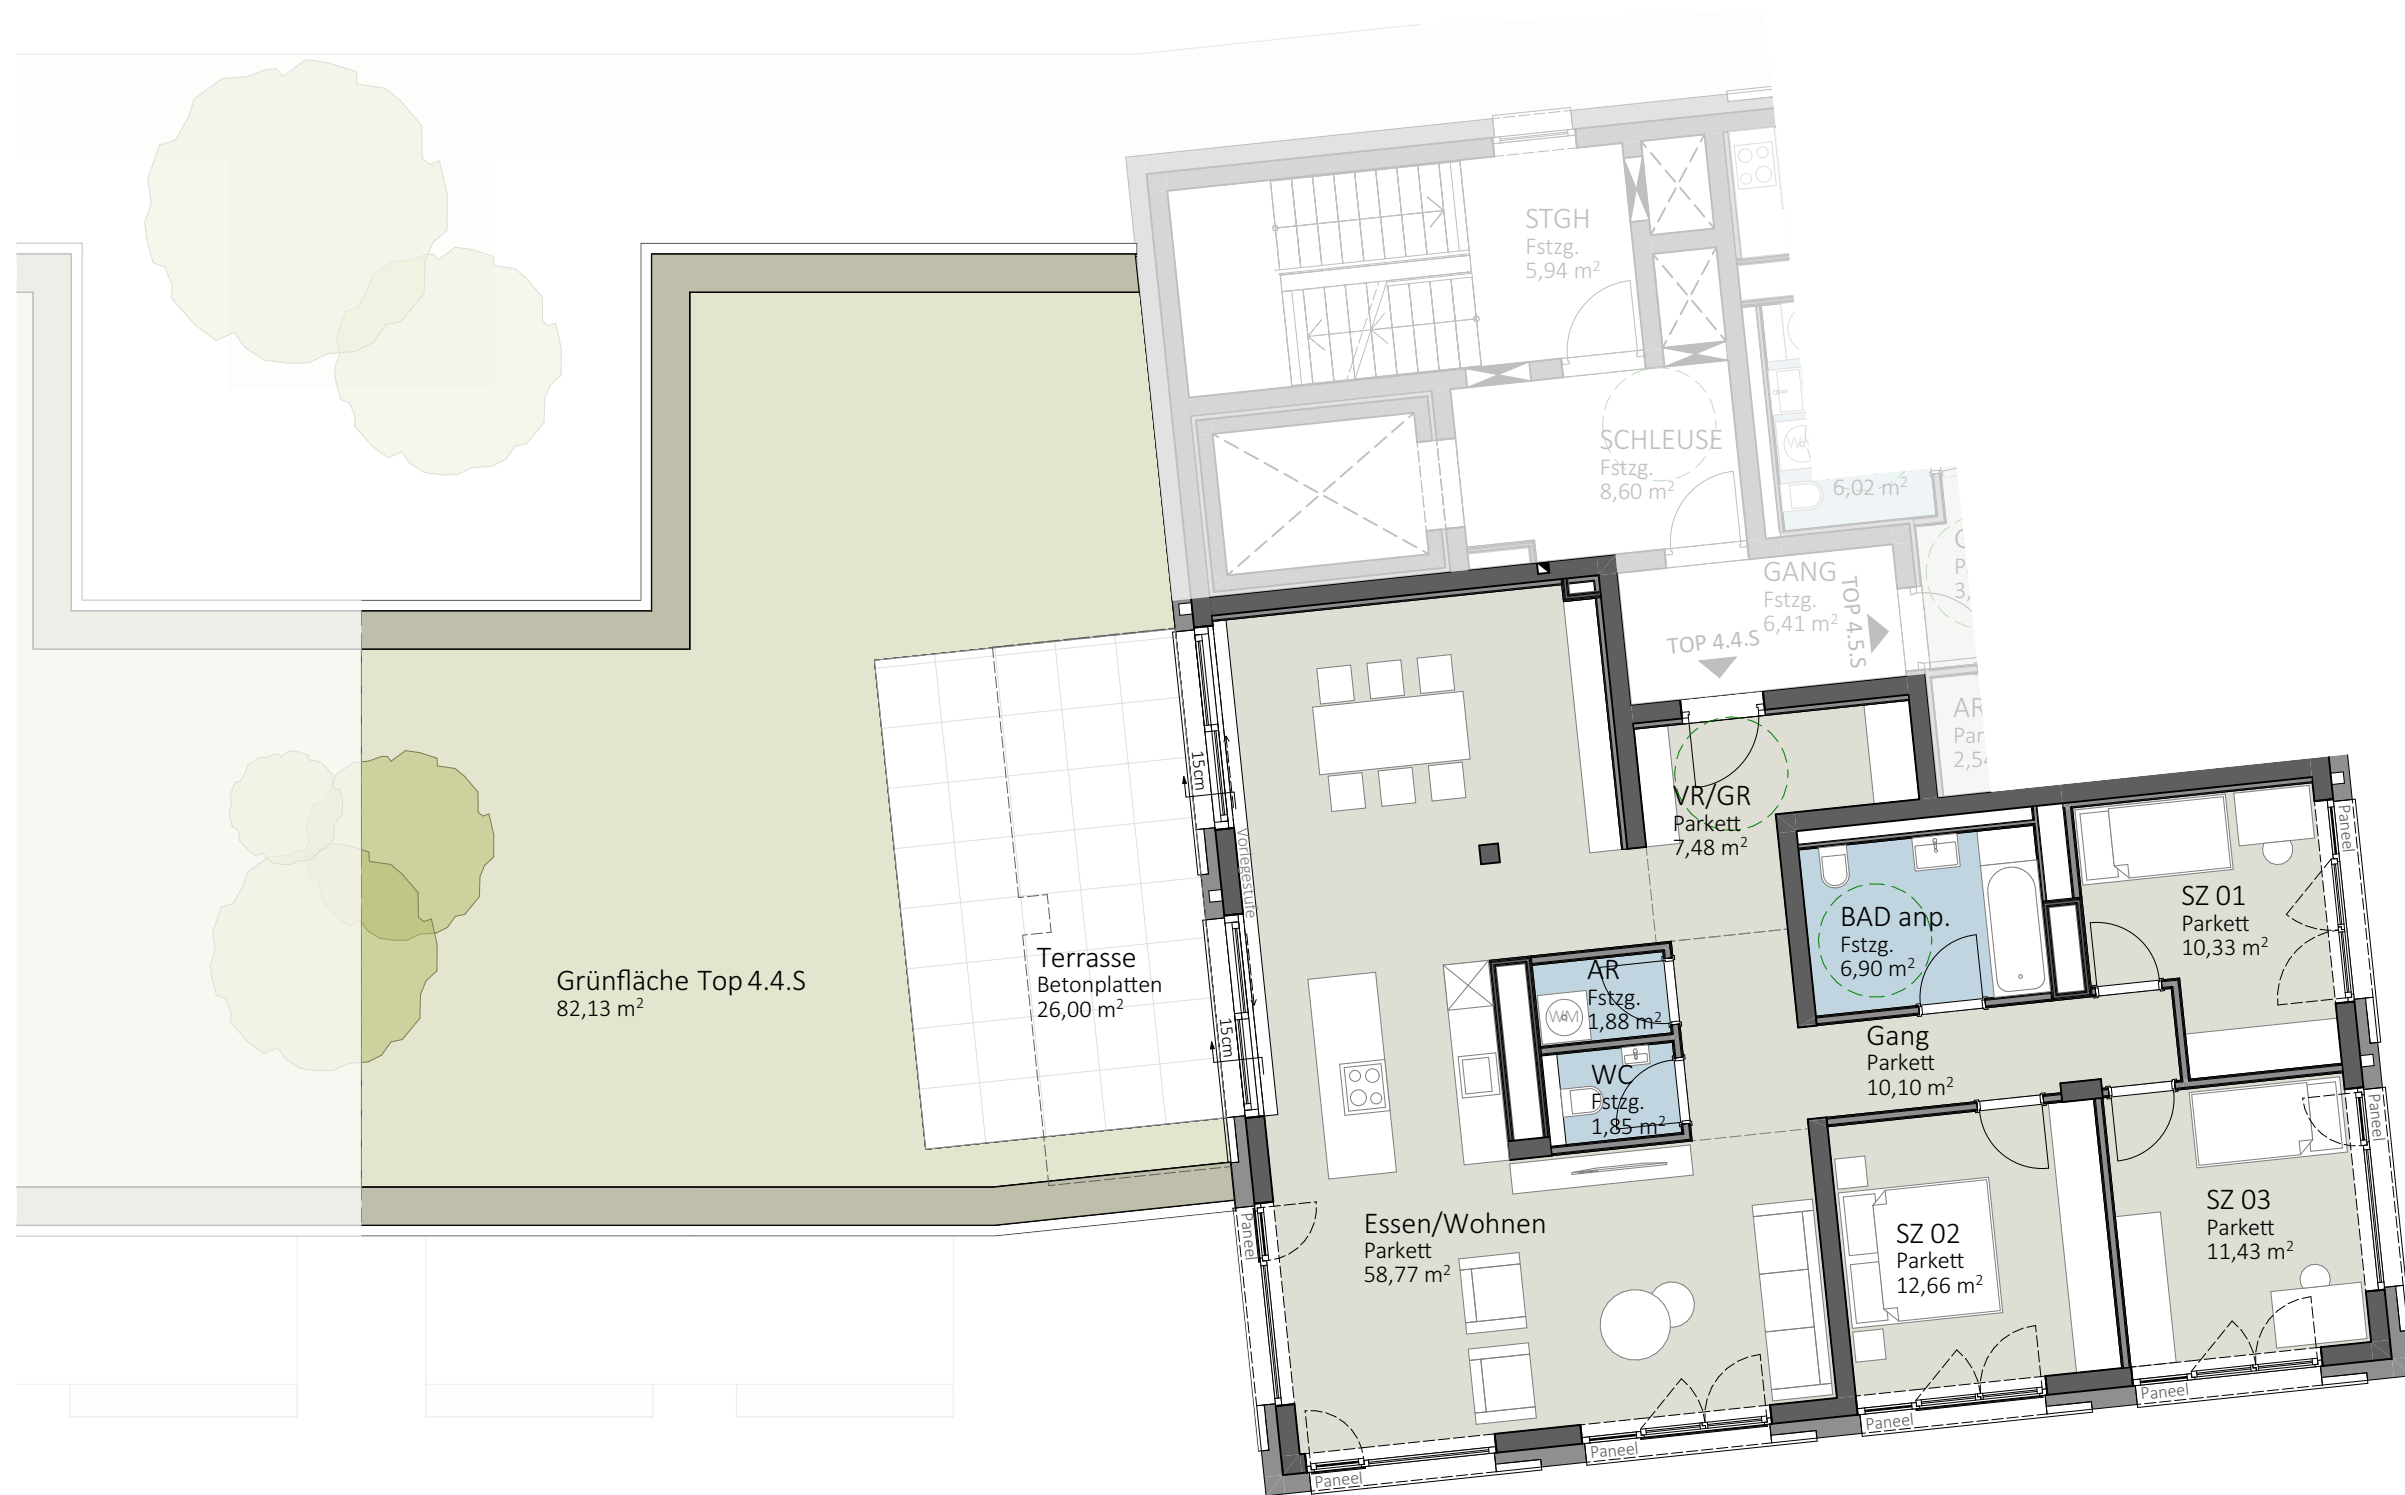 STGH
Fstzg.
5,94 m²
SCHLEUSE
Fstzg.
8,60 m²
6,02 m²
GANG
Fstzg.
6,41 m²
TOP 4.4.S
TOP 4.5.S
AR
Par
2,54
VR/GR
Parkett
7,48 m²
15cm
Vorlegestufe
15cm
Grünfläche Top 4.4.S
82,13 m²
Terrasse
Betonplatten
26,00 m²
BAD anp.
Fstzg.
6,90 m²
SZ 01
Parkett
10,33 m²
Paneel
AR
Fstzg.
1,88 m²
WM
WC
Fstzg.
1,85 m²
Gang
Parkett
10,10 m²
Paneel
Essen/Wohnen
Parkett
58,77 m²
SZ 02
Parkett
12,66 m²
SZ 03
Parkett
11,43 m²
Paneel
Paneel
Paneel
Paneel
Paneel